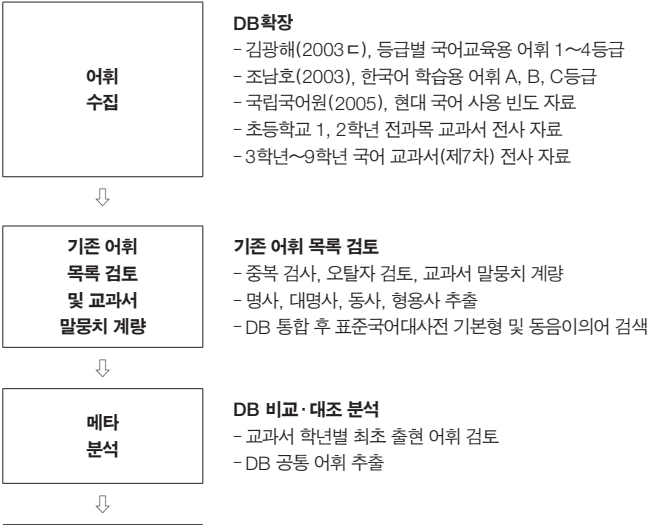 어휘
수집
DB확장
- 김광해(2003ㄷ), 등급별 국어교육용 어휘 1～4등급
- 조남호(2003), 한국어 학습용 어휘 A, B, C등급
- 국립국어원(2005), 현대 국어 사용 빈도 자료
- 초등학교 1, 2학년 전과목 교과서 전사 자료
- 3학년～9학년 국어 교과서(제7차) 전사 자료
⇩
기존 어휘
목록 검토
및 교과서
말뭉치 계량
기존 어휘 목록 검토
- 중복 검사, 오탈자 검토, 교과서 말뭉치 계량
- 명사, 대명사, 동사, 형용사 추출
- DB 통합 후 표준국어대사전 기본형 및 동음이의어 검색
⇩
메타
분석
DB 비교·대조 분석
- 교과서 학년별 최초 출현 어휘 검토
- DB 공통 어휘 추출
⇩